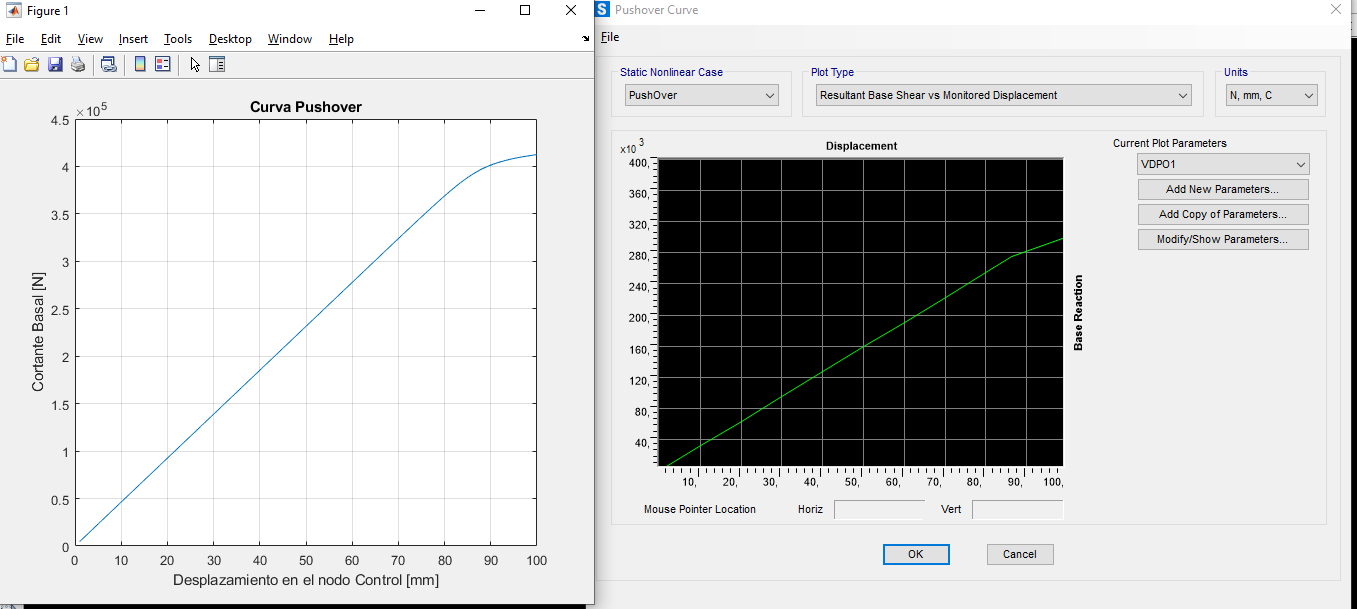 Figure 1
File Edit View Insert Tools Desktop Window Help
Curva Pushover
×10^5
4.5
4
3.5
3
2.5
2
1.5
1
0.5
0
Cortante Basal [N]
0 10 20 30 40 50 60 70 80 90 100
Desplazamiento en el nodo Control [mm]
S Pushover Curve
File
Static Nonlinear Case
PushOver
Plot Type
Resultant Base Shear vs Monitored Displacement
Units
N, mm, C
x10^3
Displacement
400,
360,
320,
280,
240,
200,
160,
120,
80,
40,
10, 20, 30, 40, 50, 60, 70, 80, 90, 100,
Base Reaction
Current Plot Parameters
VDPO1
Add New Parameters...
Add Copy of Parameters...
Modify/Show Parameters...
Mouse Pointer Location Horiz Vert
OK Cancel